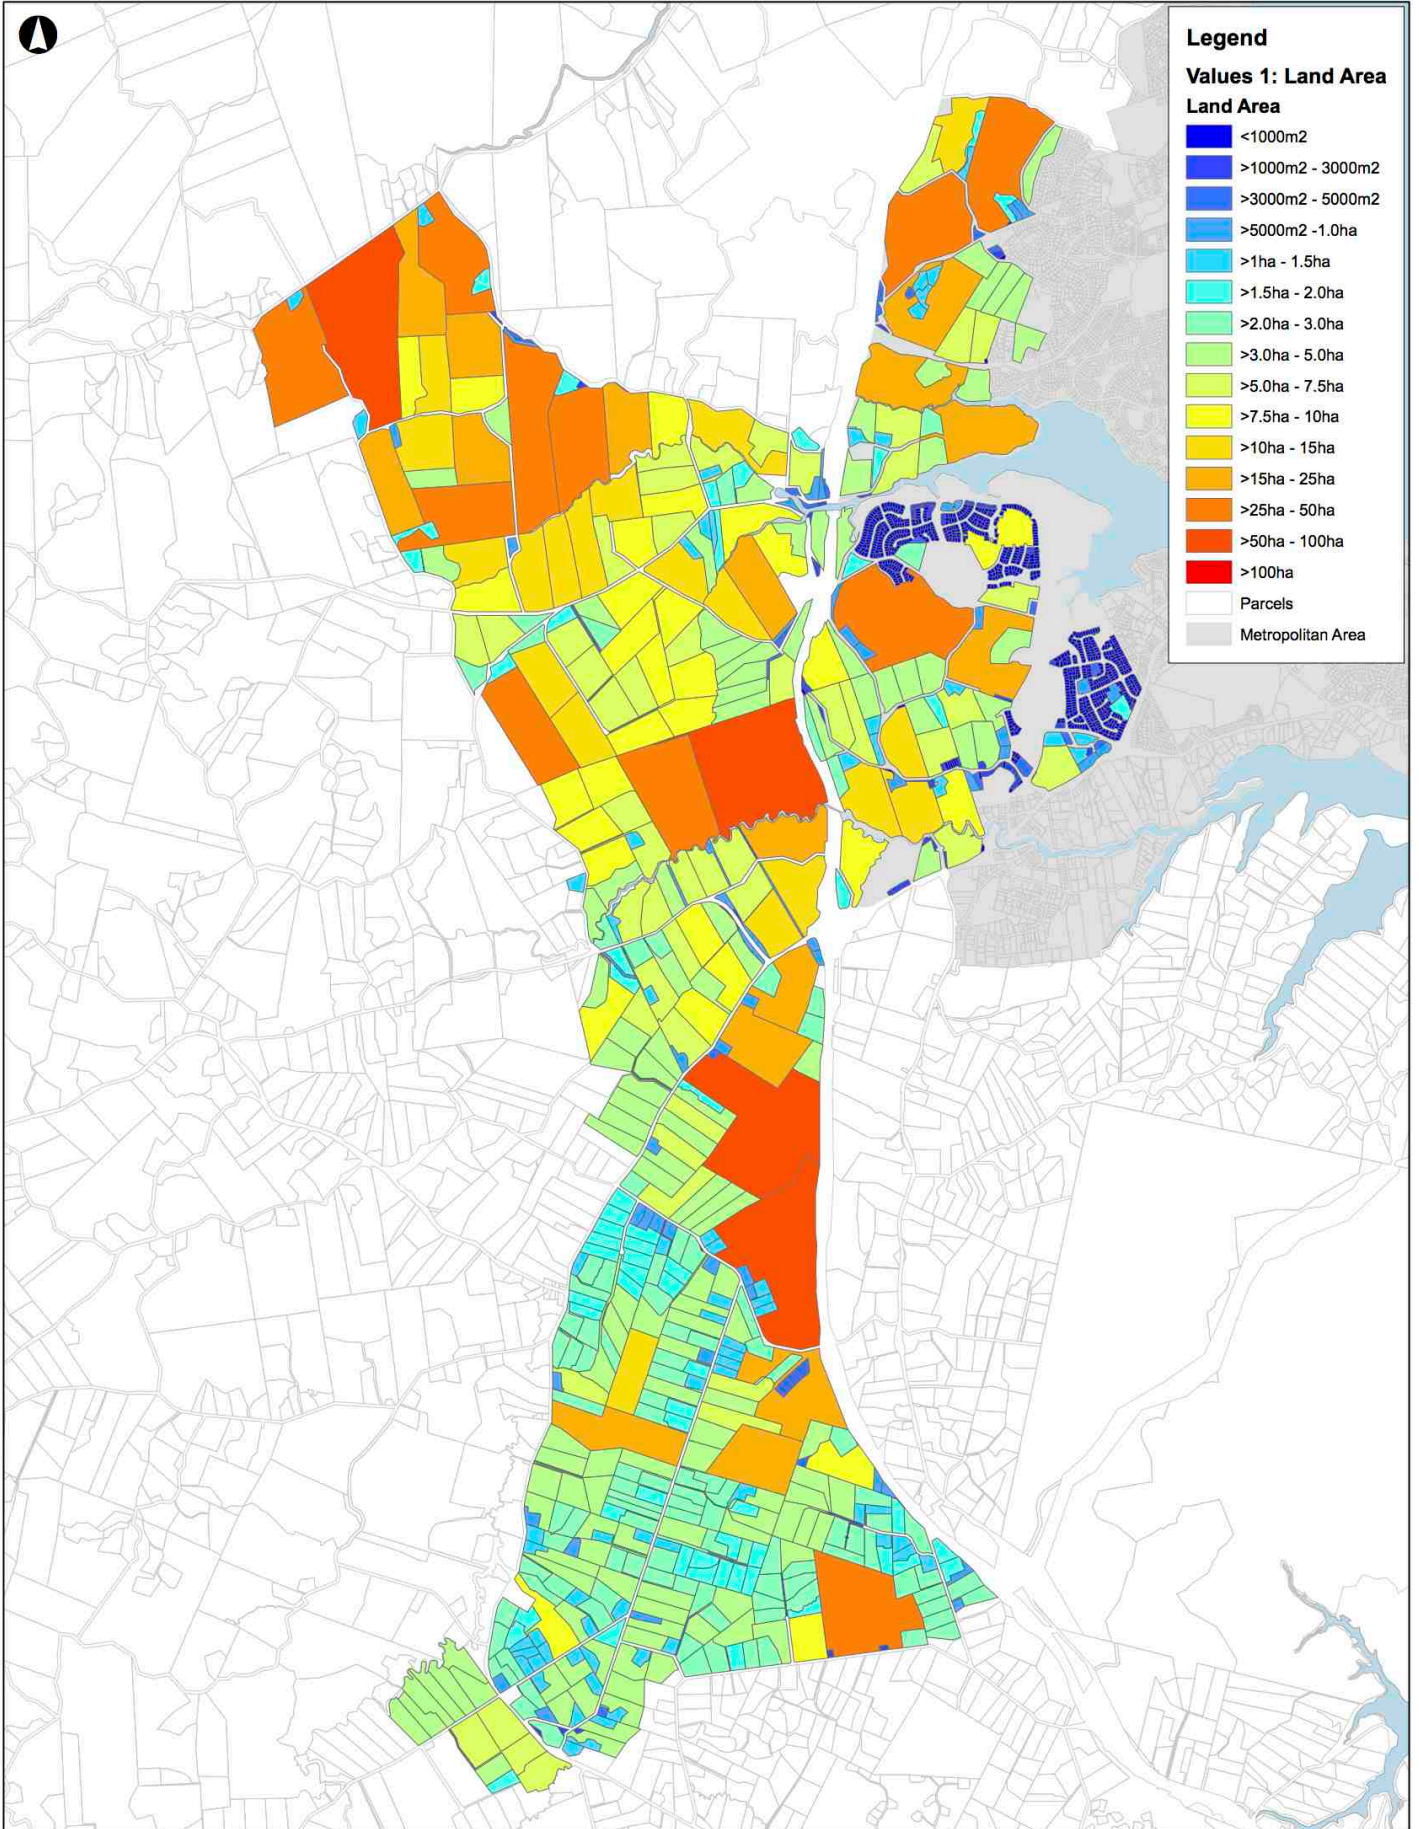 Legend
Values 1: Land Area
Land Area
<1000m2
>1000m2 - 3000m2
>3000m2 - 5000m2
>5000m2 -1.0ha
>1ha - 1.5ha
>1.5ha - 2.0ha
>2.0ha - 3.0ha
>3.0ha - 5.0ha
>5.0ha - 7.5ha
>7.5ha - 10ha
>10ha - 15ha
>15ha - 25ha
>25ha - 50ha
>50ha - 100ha
>100ha
Parcels
Metropolitan Area